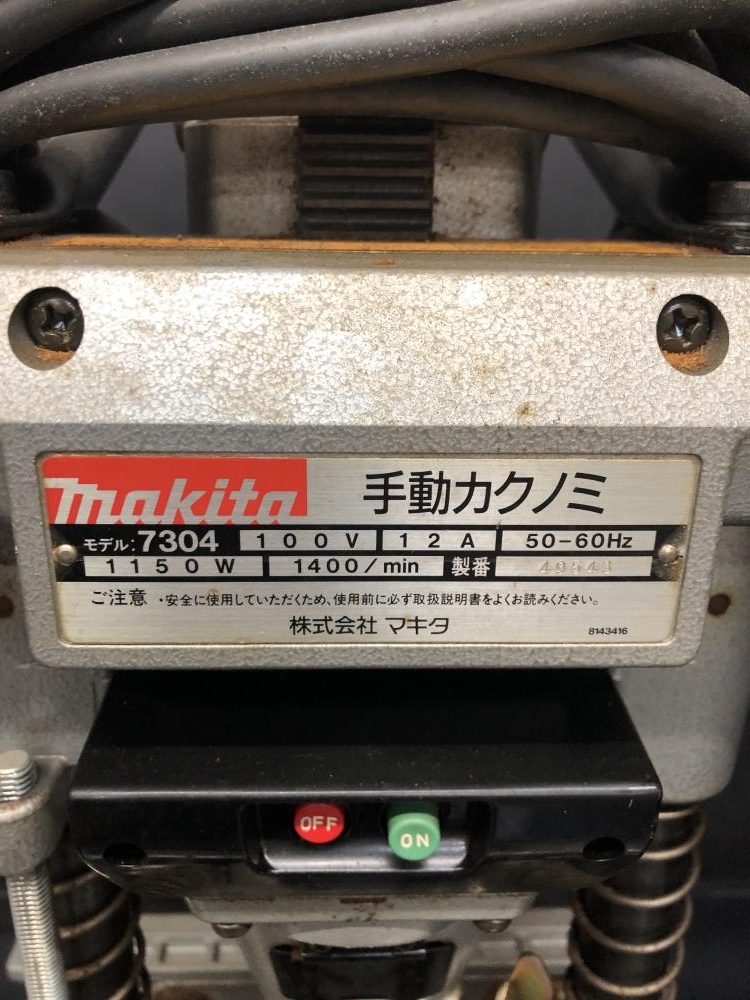 makita 手動カクノミ
モデル:7304 100V 12A 50-60Hz
1150W 1400/min 製番 49543
ご注意 ・安全に使用していただくため、使用前に必ず取扱説明書をよくお読みください。
株式会社 マキタ 8143416
OFF ON